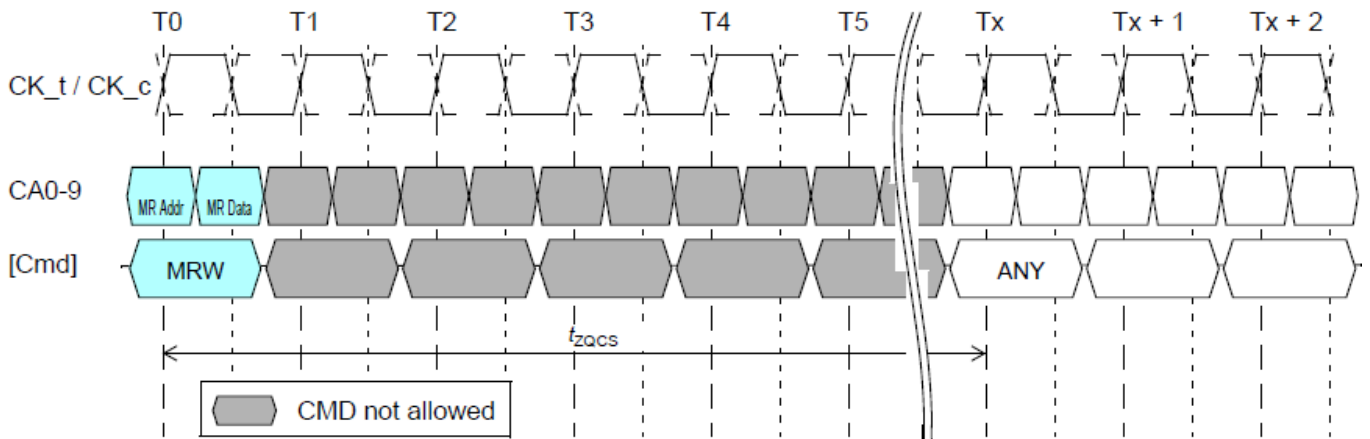 T0 T1 T2 T3 T4 T5 Tx Tx + 1 Tx + 2
CK_t / CK_c
CA0-9 MR Addr MR Data
[Cmd] MRW ANY
tZQCS
CMD not allowed